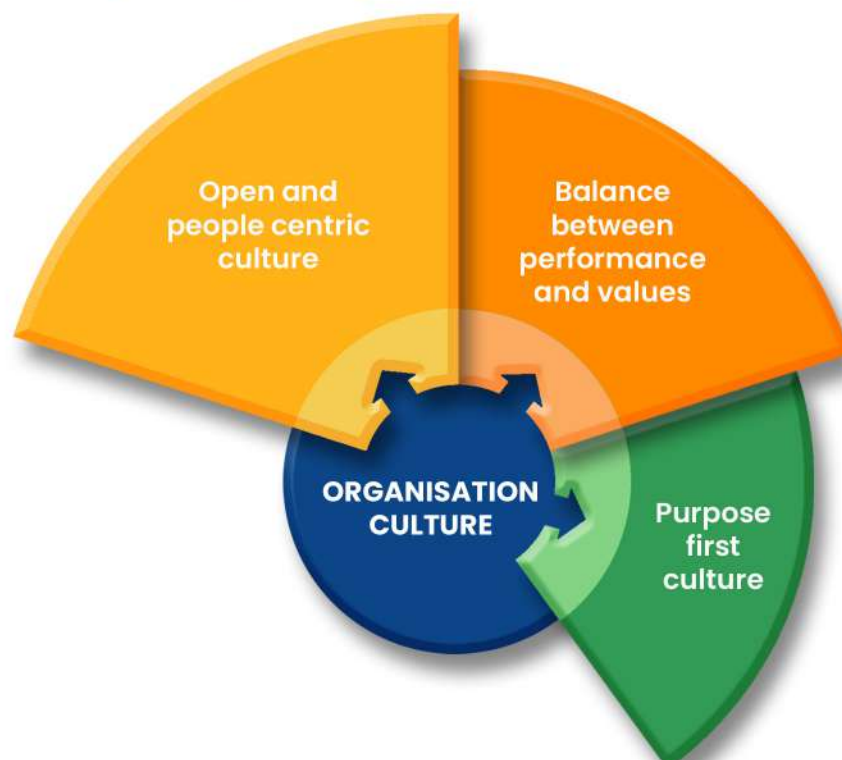 Open and
people centric
culture
Balance
between
performance
and values
ORGANISATION
CULTURE
Purpose
first
culture